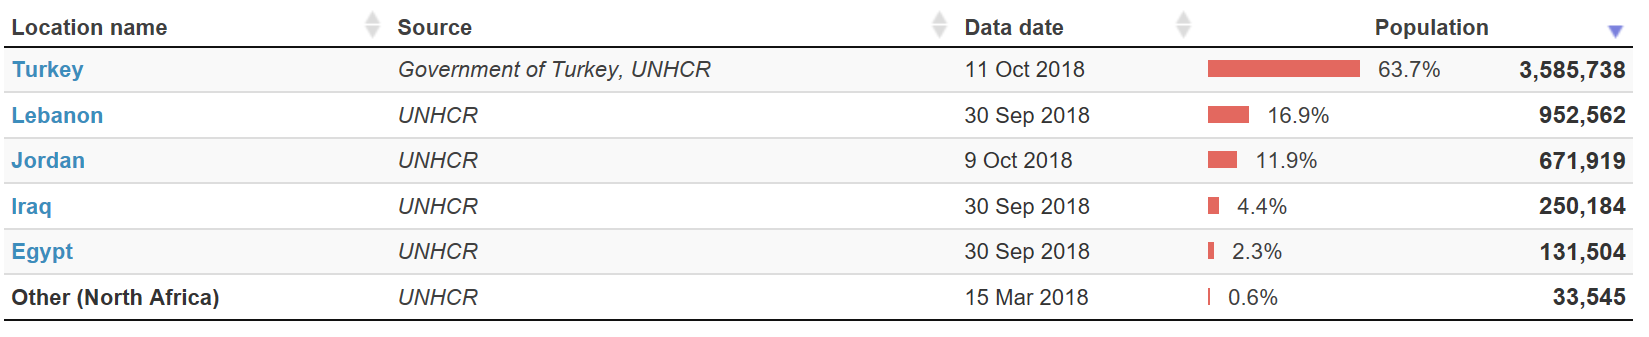 Location name Source Data date Population
Turkey Government of Turkey, UNHCR 11 Oct 2018 63.7% 3,585,738
Lebanon UNHCR 30 Sep 2018 16.9% 952,562
Jordan UNHCR 9 Oct 2018 11.9% 671,919
Iraq UNHCR 30 Sep 2018 4.4% 250,184
Egypt UNHCR 30 Sep 2018 2.3% 131,504
Other (North Africa) UNHCR 15 Mar 2018 0.6% 33,545